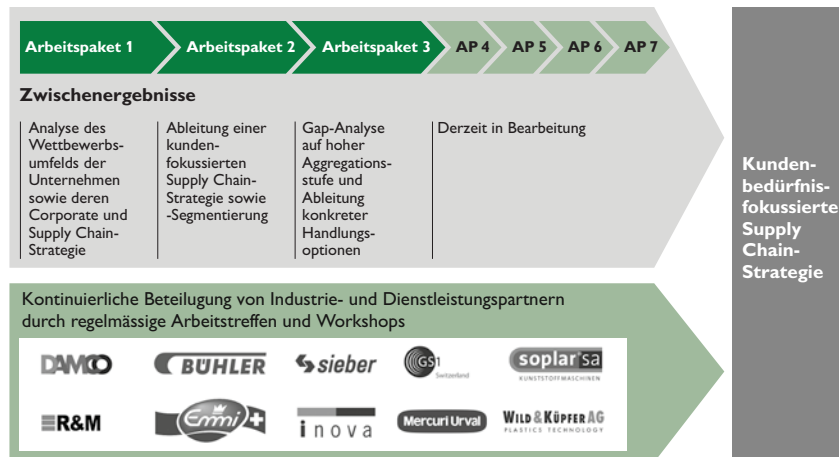 Arbeitspaket 1
Arbeitspaket 2
Arbeitspaket 3
AP 4
AP 5
AP 6
AP 7
Zwischenergebnisse
Analyse des
Wettbewerbs-
umfelds der
Unternehmen
sowie deren
Corporate und
Supply Chain-
Strategie
Ableitung einer
kunden-
fokussierten
Supply Chain-
Strategie sowie
-Segmentierung
Gap-Analyse
auf hoher
Aggregations-
stufe und
Ableitung
konkreter
Handlungs-
optionen
Derzeit in Bearbeitung
Kunden-
bedürfnis-
fokussierte
Supply
Chain-
Strategie
Kontinuierliche Beteiligung von Industrie- und Dienstleistungspartnern
durch regelmässige Arbeitstreffen und Workshops
DAMCO
BÜHLER
sieber
GS1
Switzerland
soplar sa
KUNSTSTOFFMASCHINEN
R&M
Emmi
inova
Mercuri Urval
WILD & KÜPFER AG
PLASTICS TECHNOLOGY